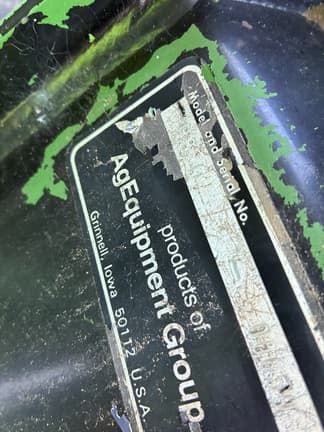 Model and Serial No.
products of
AgEquipment Group
Grinnell, Iowa 50112 U.S.A.